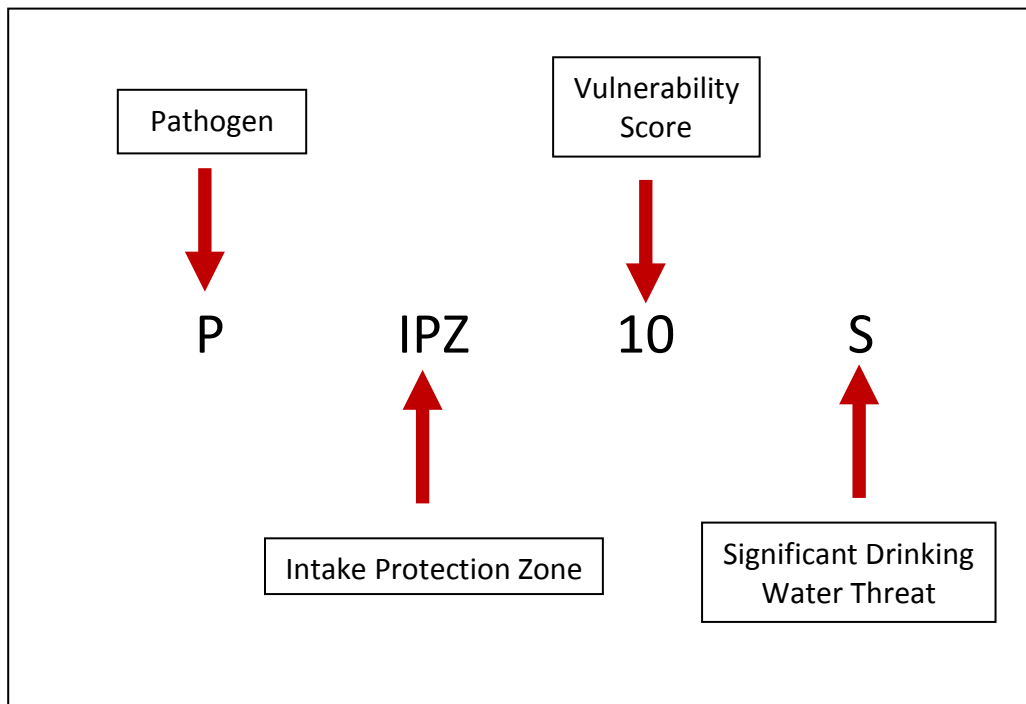 Vulnerability
Score
Pathogen
P IPZ 10 S
Intake Protection Zone
Significant Drinking
Water Threat